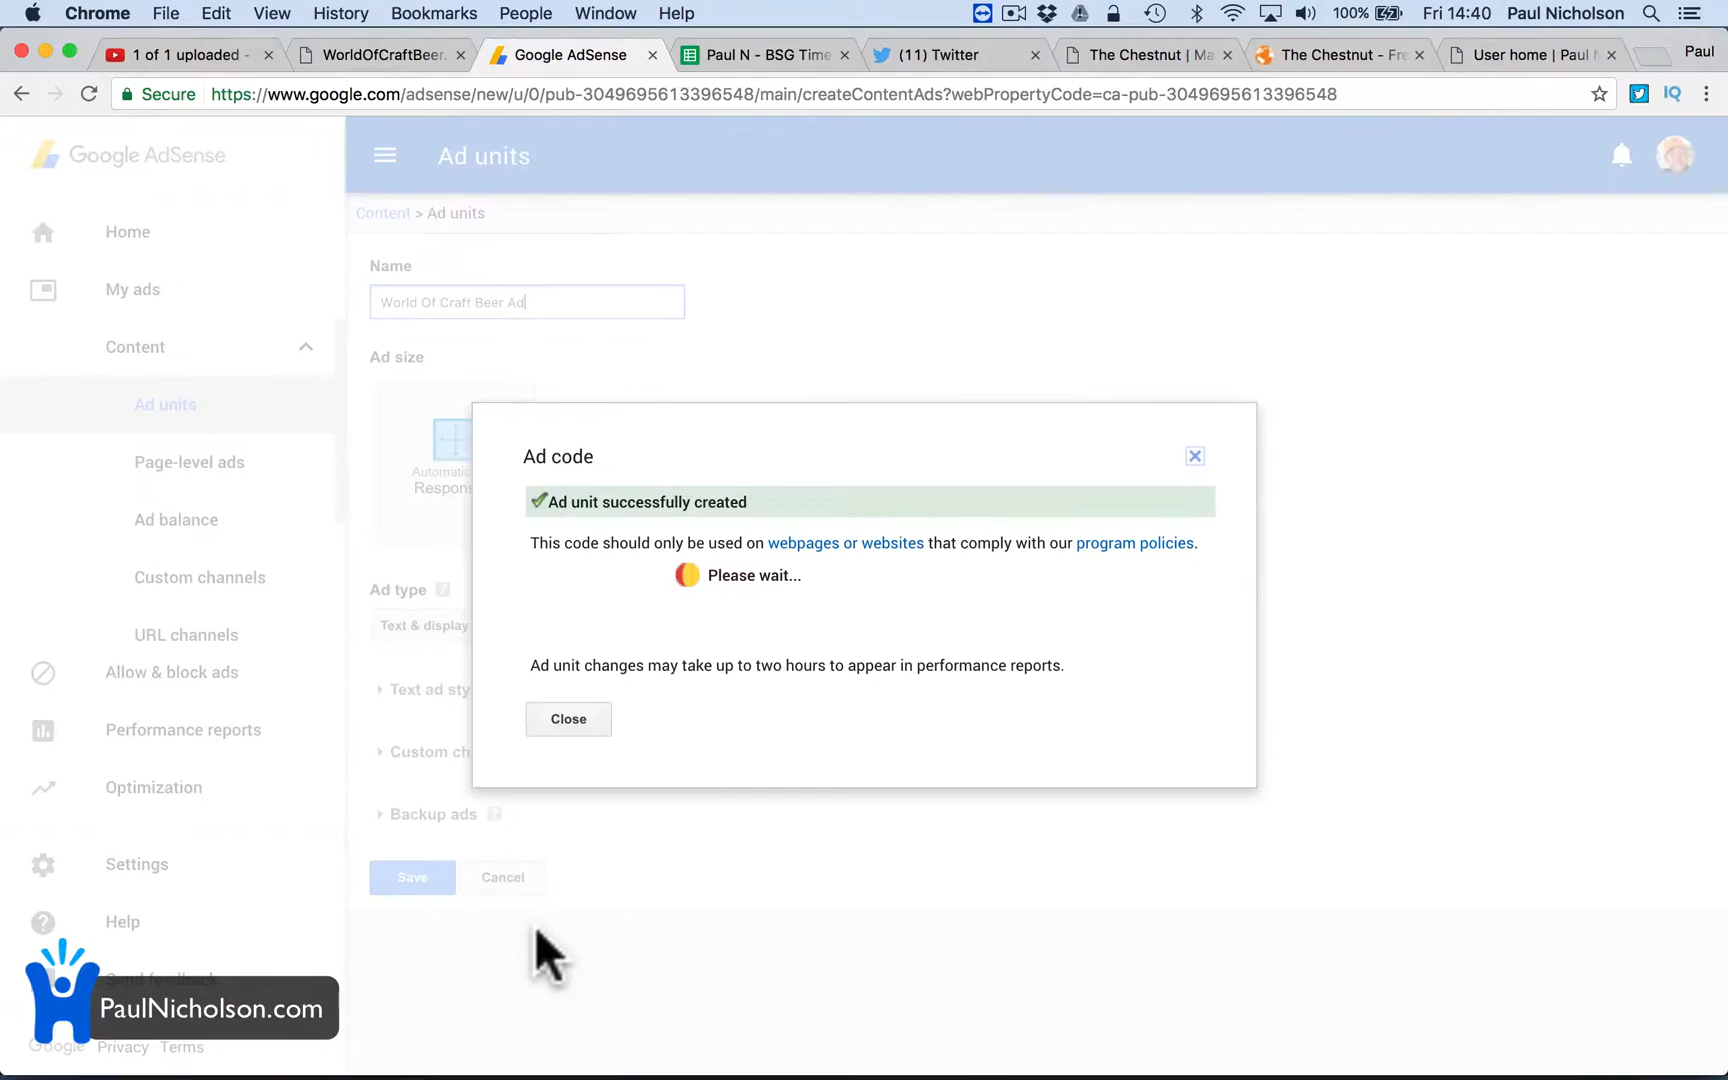 Chrome File Edit View History Bookmarks People Window Help 100% Fri 14:40 Paul Nicholson
1 of 1 uploaded - WorldOfCraftBeer. Google AdSense Paul N - BSG Time (11) Twitter The Chestnut | Ma The Chestnut - Fre User home | Paul N Paul
Secure https://www.google.com/adsense/new/u/0/pub-3049695613396548/main/createContentAds?webPropertyCode=ca-pub-3049695613396548 IQ
Google AdSense
Ad units
Content > Ad units
Home
My ads
Content
Ad units
Page-level ads
Ad balance
Custom channels
URL channels
Allow & block ads
Performance reports
Optimization
Settings
Help
Send feedback
Google Privacy Terms
Name
World Of Craft Beer Ad
Ad size
Automatic
Respons
Ad type ?
Text & display
Text ad sty
Custom ch
Backup ads ?
Save Cancel
Ad code
Ad unit successfully created
This code should only be used on webpages or websites that comply with our program policies.
Please wait...
Ad unit changes may take up to two hours to appear in performance reports.
Close
PaulNicholson.com